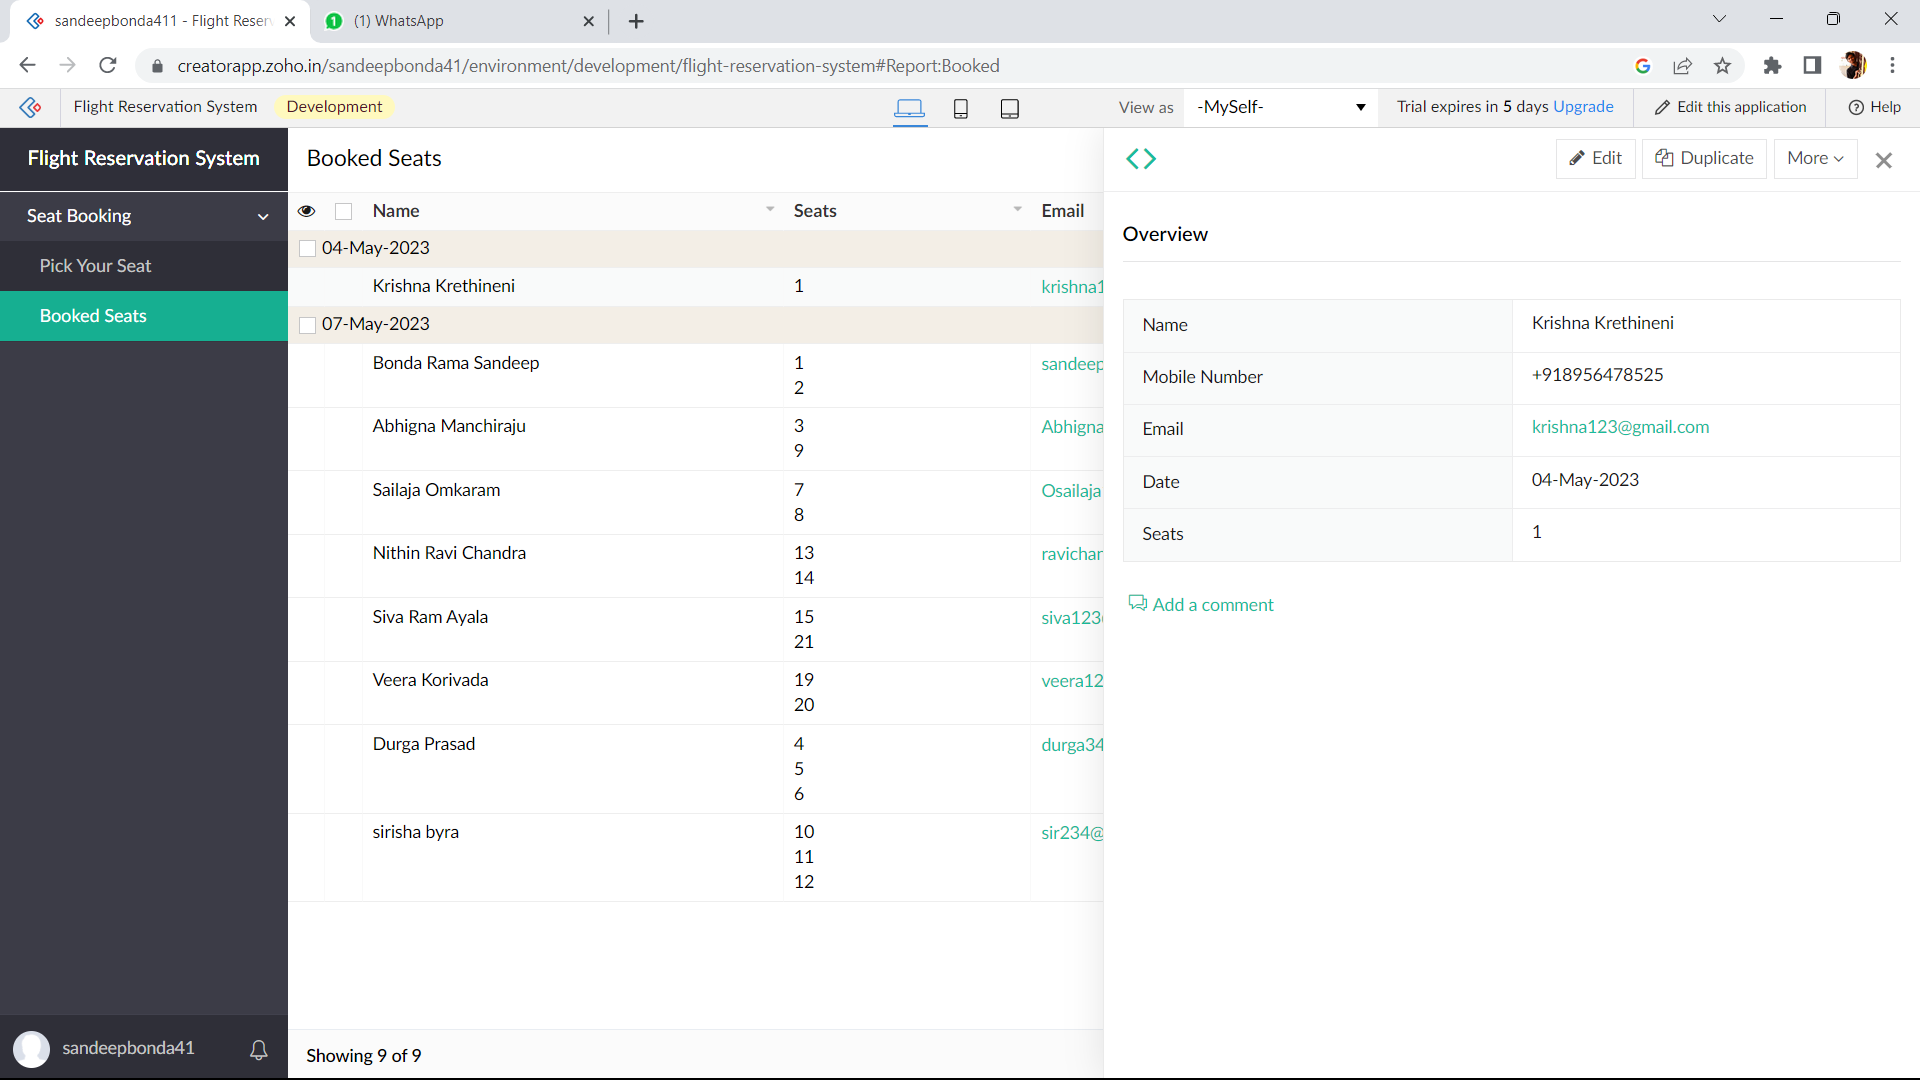 sandeepbonda411 - Flight Reser
1
(1) WhatsApp
creatorapp.zoho.in/sandeepbonda41/environment/development/flight-reservation-system#Report:Booked
Flight Reservation System
Development
View as
-MySelf-
Trial expires in 5 days Upgrade
Edit this application
? Help
Flight Reservation System
Seat Booking
Pick Your Seat
Booked Seats
sandeepbonda41
Booked Seats
Name Seats Email
04-May-2023
Krishna Krethineni 1 krishna1
07-May-2023
Bonda Rama Sandeep 1 sandeep
2
Abhigna Manchiraju 3 Abhigna
9
Sailaja Omkaram 7 Osailaja
8
Nithin Ravi Chandra 13 ravichar
14
Siva Ram Ayala 15 siva123
21
Veera Korivada 19 veera12
20
Durga Prasad 4 durga34
5
6
sirisha byra 10 sir234@
11
12
Showing 9 of 9
<>
Edit
Duplicate
More
Overview
Name Krishna Krethineni
Mobile Number +918956478525
Email krishna123@gmail.com
Date 04-May-2023
Seats 1
Add a comment